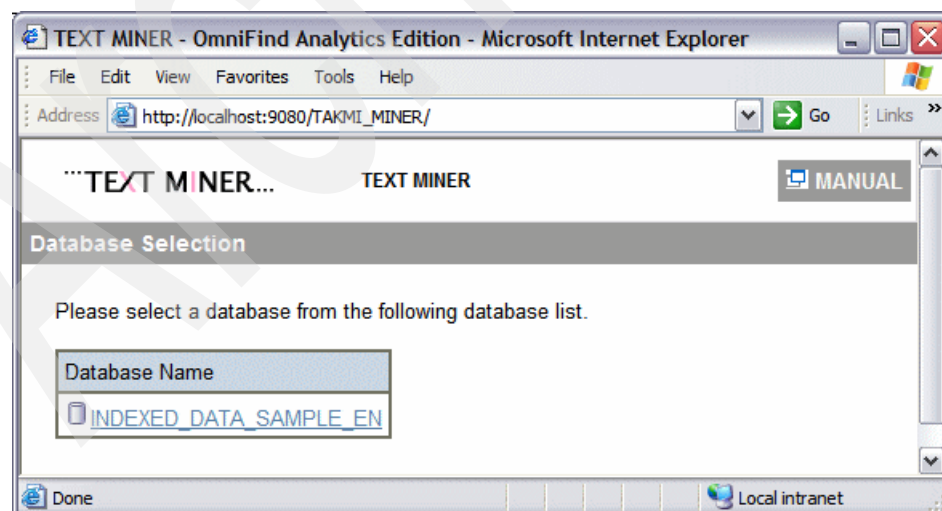 TEXT MINER - OmniFind Analytics Edition - Microsoft Internet Explorer
File Edit View Favorites Tools Help
Address http://localhost:9080/TAKMI_MINER/ Go Links »
"'TEXT MINER... TEXT MINER MANUAL
Database Selection
Please select a database from the following database list.
Database Name
INDEXED_DATA_SAMPLE_EN
Done Local intranet